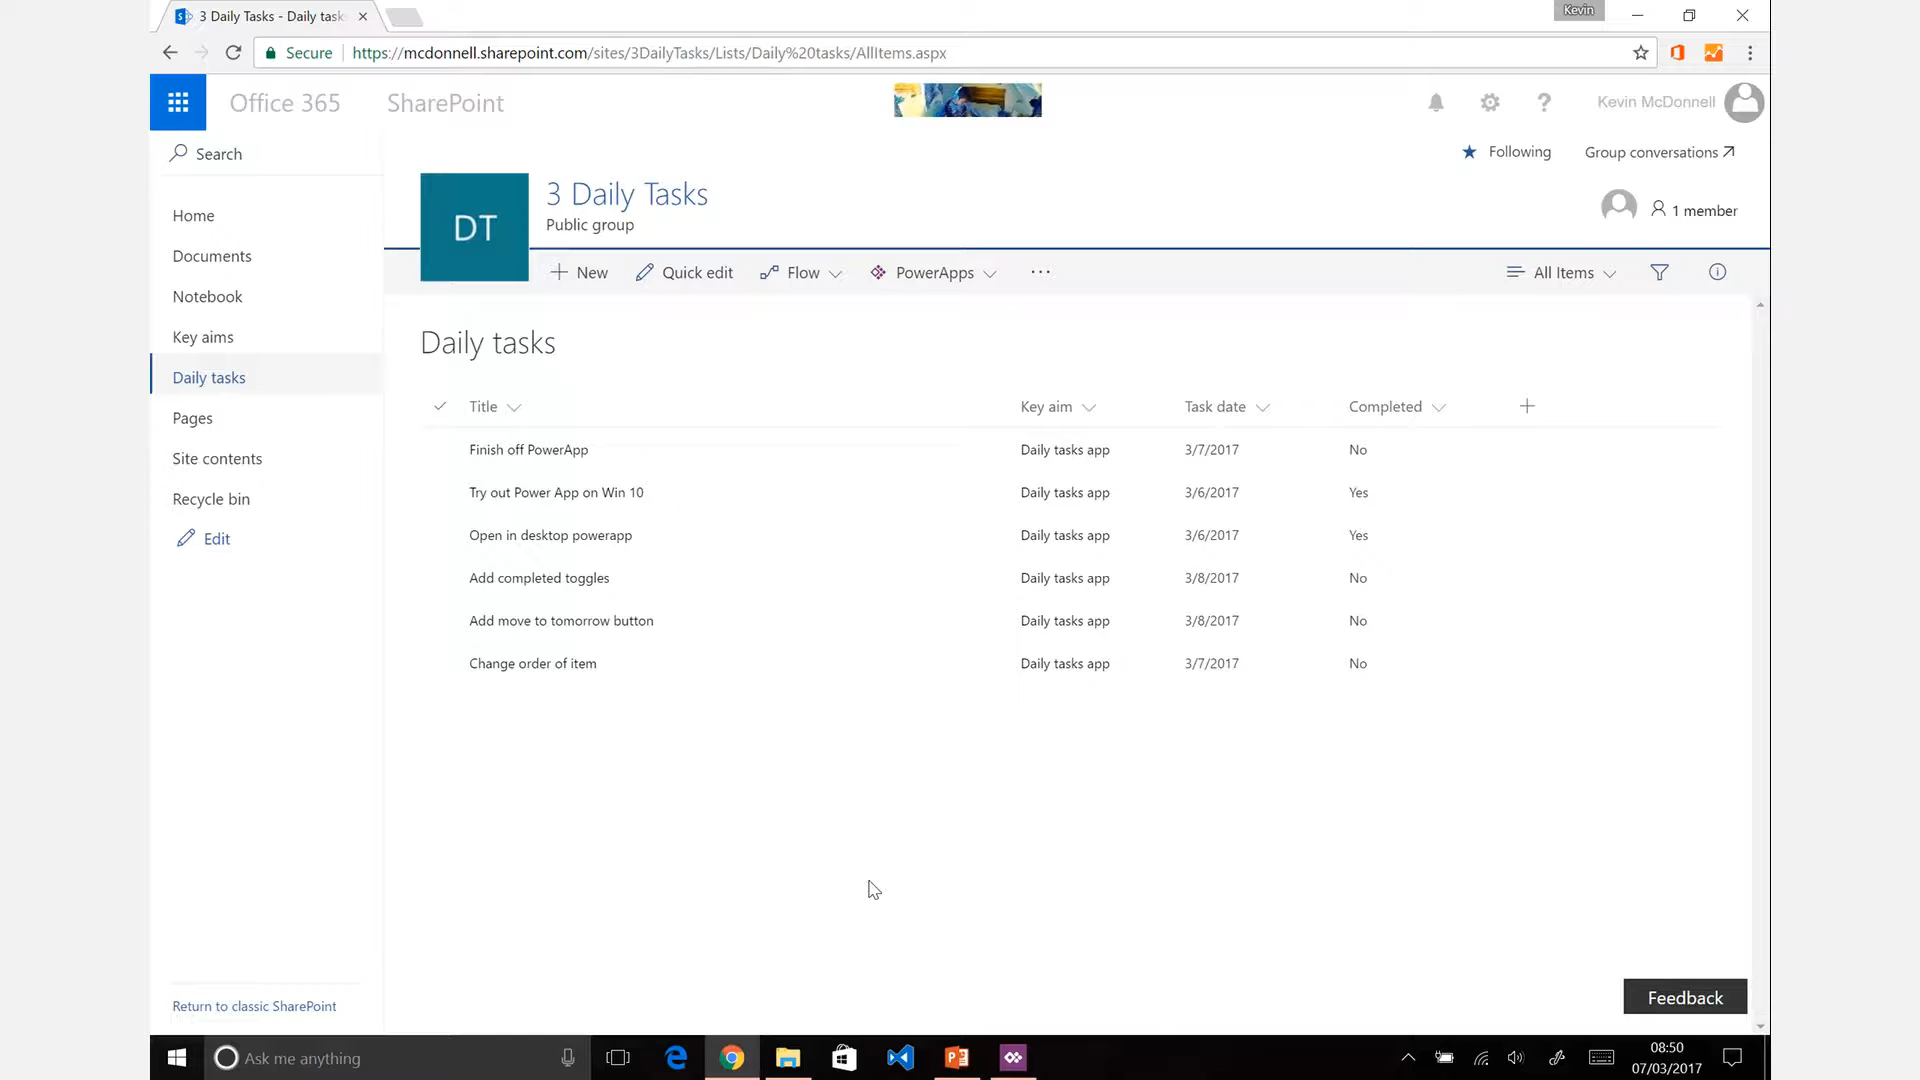 3 Daily Tasks - Daily task
Kevin
Secure https://mcdonnell.sharepoint.com/sites/3DailyTasks/Lists/Daily%20tasks/AllItems.aspx
Office 365 SharePoint Kevin McDonnell
Search
Following Group conversations
DT
3 Daily Tasks
Public group
1 member
New Quick edit Flow PowerApps ... All Items
Home
Documents
Notebook
Key aims
Daily tasks
Pages
Site contents
Recycle bin
Edit
Daily tasks
Title Key aim Task date Completed
Finish off PowerApp Daily tasks app 3/7/2017 No
Try out Power App on Win 10 Daily tasks app 3/6/2017 Yes
Open in desktop powerapp Daily tasks app 3/6/2017 Yes
Add completed toggles Daily tasks app 3/8/2017 No
Add move to tomorrow button Daily tasks app 3/8/2017 No
Change order of item Daily tasks app 3/7/2017 No
Feedback
Return to classic SharePoint
Ask me anything
08:50
07/03/2017